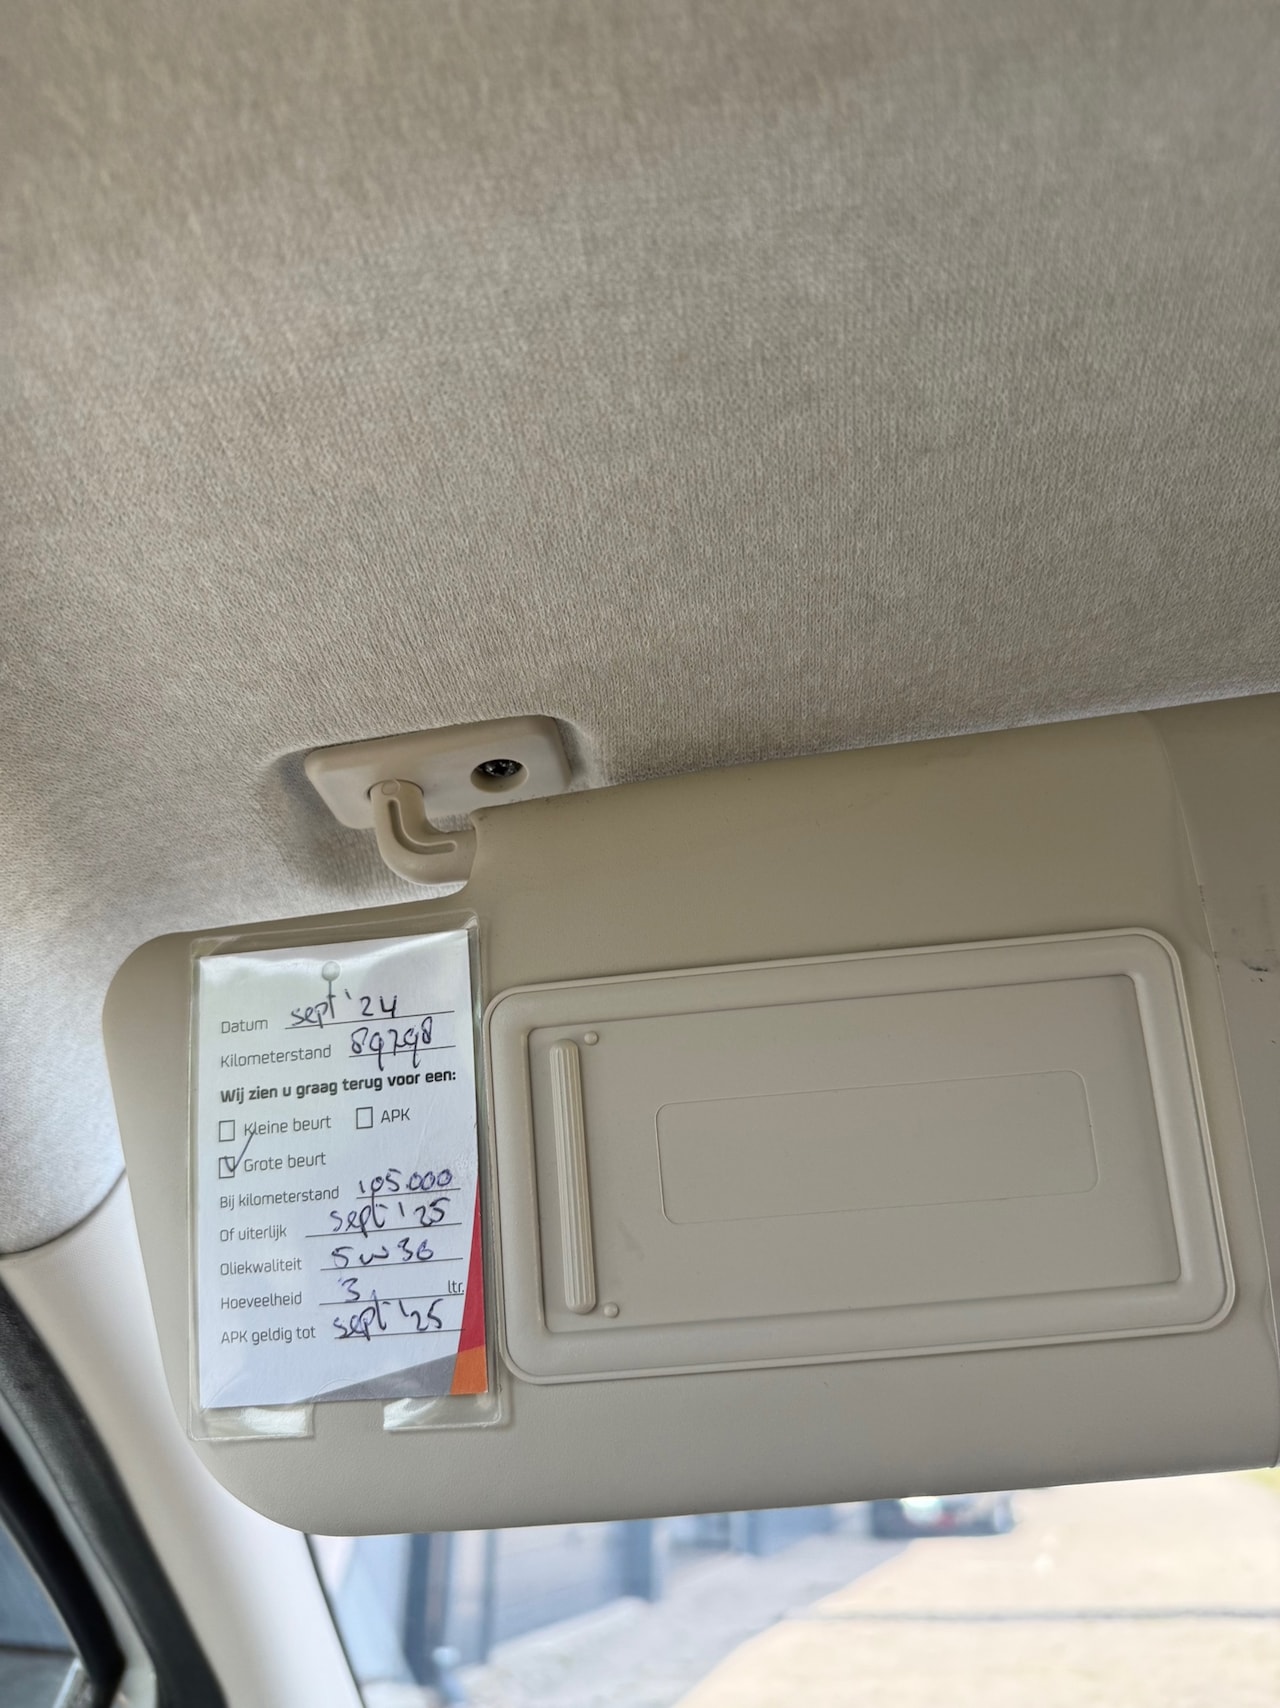 Datum sept '24
Kilometerstand 89798
Wij zien u graag terug voor een:
Kleine beurt APK
Grote beurt
Bij kilometerstand 105.000
Of uiterlijk sept '25
Oliekwaliteit 5w30
Hoeveelheid 3, ltr.
APK geldig tot sept '25